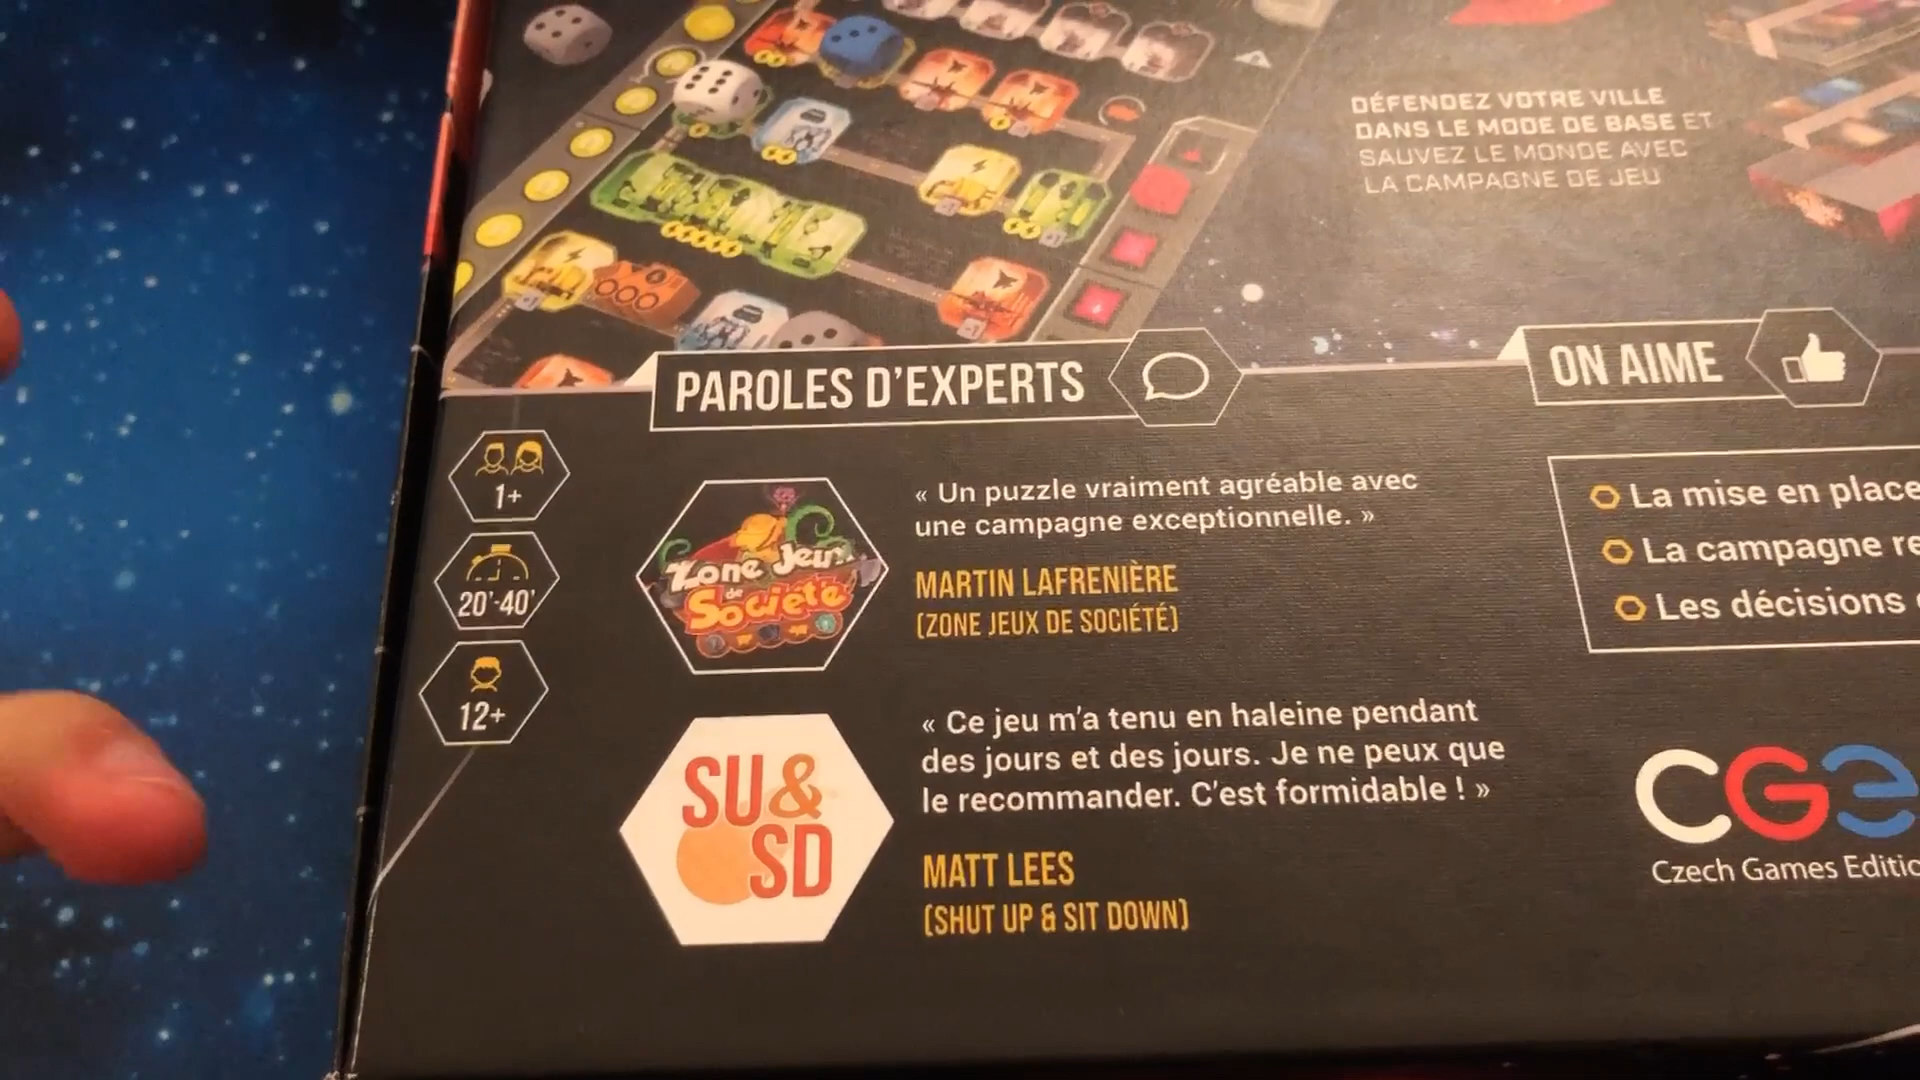 DÉFENDEZ VOTRE VILLE
DANS LE MODE DE BASE ET
SAUVEZ LE MONDE AVEC
LA CAMPAGNE DE JEU
PAROLES D'EXPERTS
ON AIME
1+
20'-40'
12+
Zone Jeux
de
Société
« Un puzzle vraiment agréable avec
une campagne exceptionnelle. »
MARTIN LAFRENIÈRE
(ZONE JEUX DE SOCIÉTÉ)
La mise en place
La campagne
Les décisions
SU&
SD
« Ce jeu m'a tenu en haleine pendant
des jours et des jours. Je ne peux que
le recommander. C'est formidable ! »
MATT LEES
(SHUT UP & SIT DOWN)
CGE
Czech Games